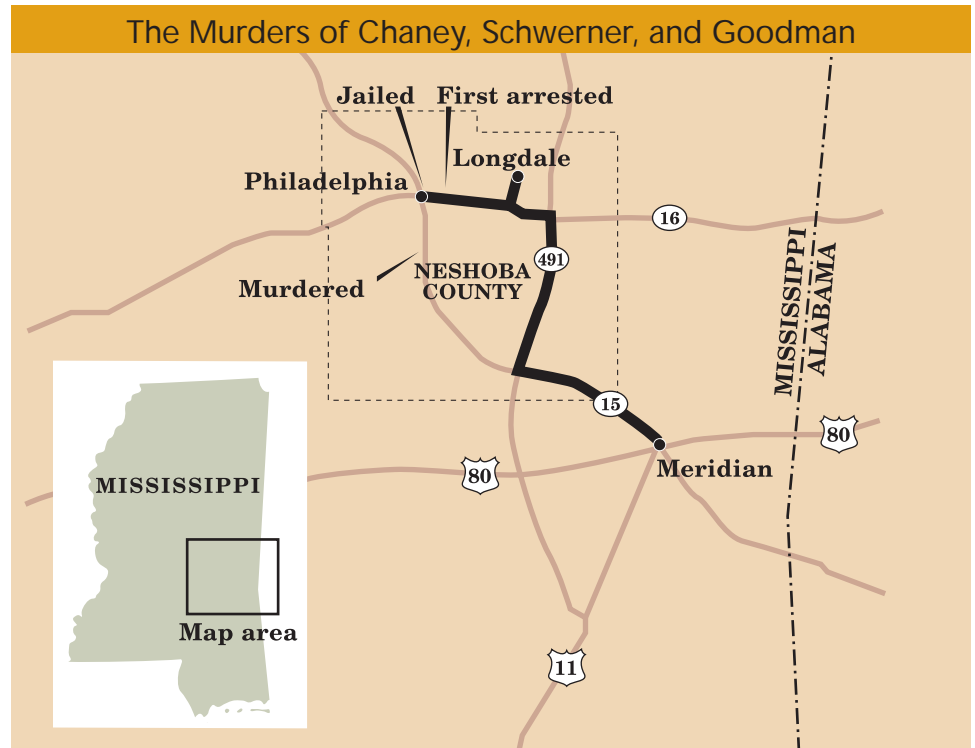 The Murders of Chaney, Schwerner, and Goodman
Jailed
First arrested
Longdale
Philadelphia
16
491
NESHOBA
COUNTY
Murdered
MISSISSIPPI
ALABAMA
15
80
80
Meridian
MISSISSIPPI
Map area
11